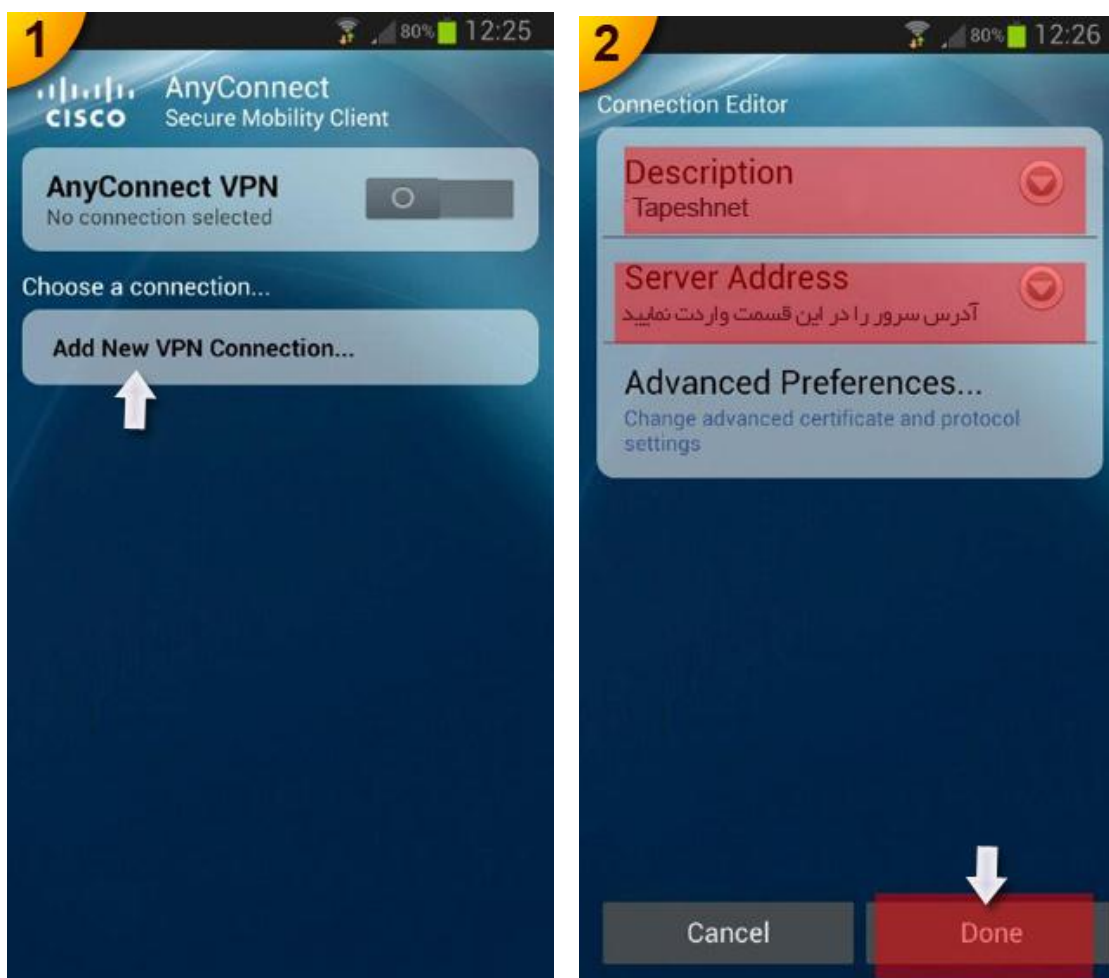 1
80% 12:25
CISCO
AnyConnect
Secure Mobility Client
AnyConnect VPN
No connection selected
Choose a connection...
Add New VPN Connection...
2
80% 12:26
Connection Editor
Description
Tapeshnet
Server Address
آدرس سرور را در این قسمت واردت نمایید
Advanced Preferences...
Change advanced certificate and protocol
settings
Cancel
Done